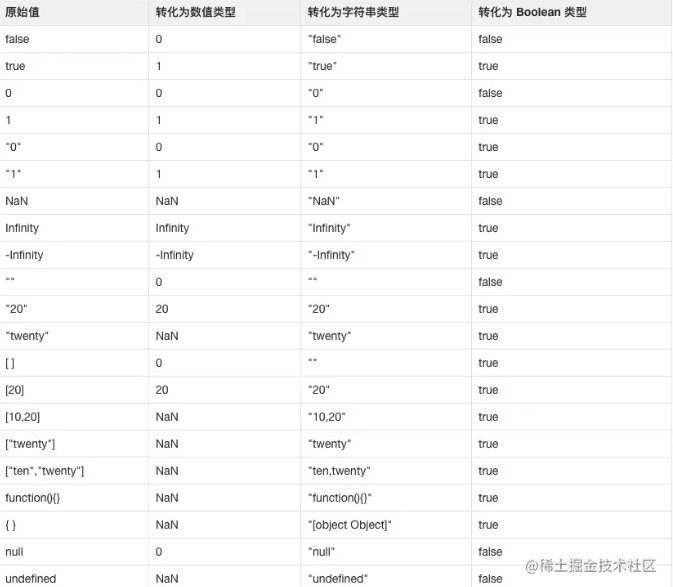 原始值 转化为数值类型 转化为字符串类型 转化为 Boolean 类型
false 0 "false" false
true 1 "true" true
0 0 "0" false
1 1 "1" true
"0" 0 "0" true
"1" 1 "1" true
NaN NaN "NaN" false
Infinity Infinity "Infinity" true
-Infinity -Infinity "-Infinity" true
"" 0 "" false
"20" 20 "20" true
"twenty" NaN "twenty" true
[ ] 0 "" true
[20] 20 "20" true
[10,20] NaN "10,20" true
["twenty"] NaN "twenty" true
["ten","twenty"] NaN "ten,twenty" true
function(){} NaN "function(){}" true
{ } NaN "[object Object]" true
null 0 "null" false
undefined NaN "undefined" false
@稀土掘金技术社区